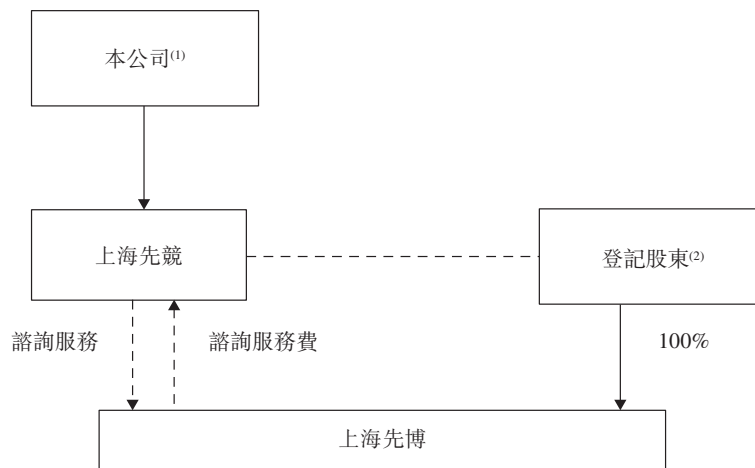 本公司(1)
上海先競
登記股東(2)
諮詢服務
諮詢服務費
100%
上海先博